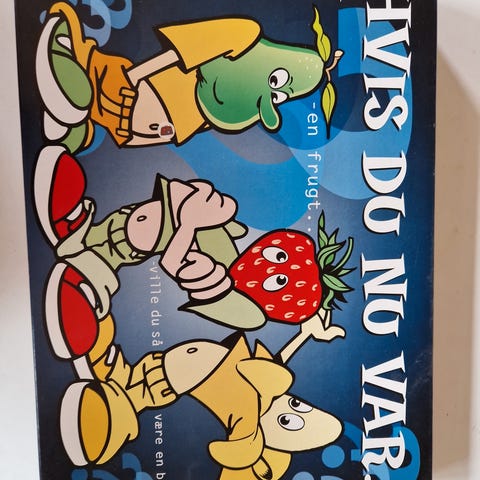 HVIS DU NU VAR..
-en frugt...
ville du så være en b